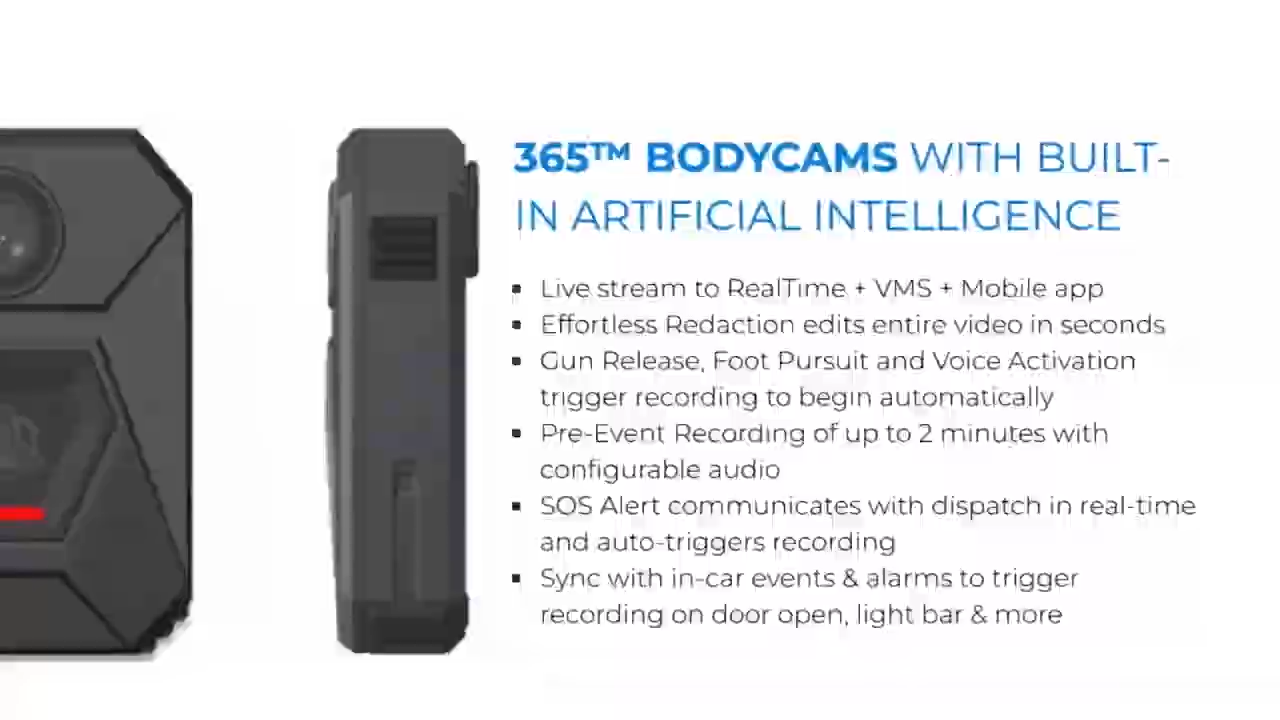 365™ BODYCAMS WITH BUILT-
IN ARTIFICIAL INTELLIGENCE
▪ Live stream to RealTime + VMS + Mobile app
▪ Effortless Redaction edits entire video in seconds
▪ Gun Release, Foot Pursuit and Voice Activation
trigger recording to begin automatically
▪ Pre-Event Recording of up to 2 minutes with
configurable audio
▪ SOS Alert communicates with dispatch in real-time
and auto-triggers recording
▪ Sync with in-car events & alarms to trigger
recording on door open, light bar & more